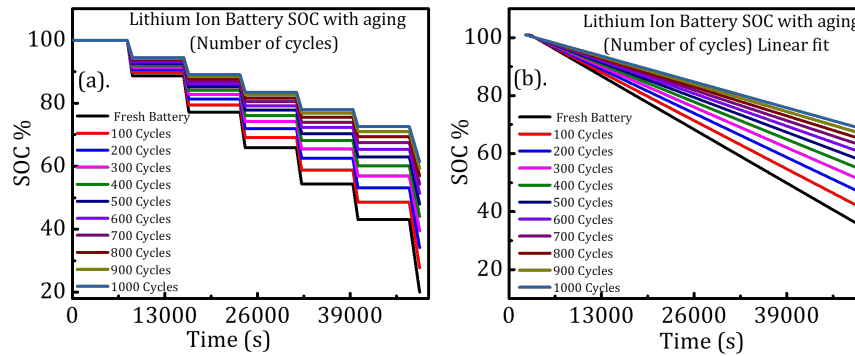 Lithium Ion Battery SOC with aging
(Number of cycles)
(a).
100
80
60
40
20
SOC %
Fresh Battery
100 Cycles
200 Cycles
300 Cycles
400 Cycles
500 Cycles
600 Cycles
700 Cycles
800 Cycles
900 Cycles
1000 Cycles
0 13000 26000 39000
Time (s)
Lithium Ion Battery SOC with aging
(Number of cycles) Linear fit
(b).
100
80
60
40
20
SOC %
Fresh Battery
100 Cycles
200 Cycles
300 Cycles
400 Cycles
500 Cycles
600 Cycles
700 Cycles
800 Cycles
900 Cycles
1000 Cycles
0 13000 26000 39000
Time (s)